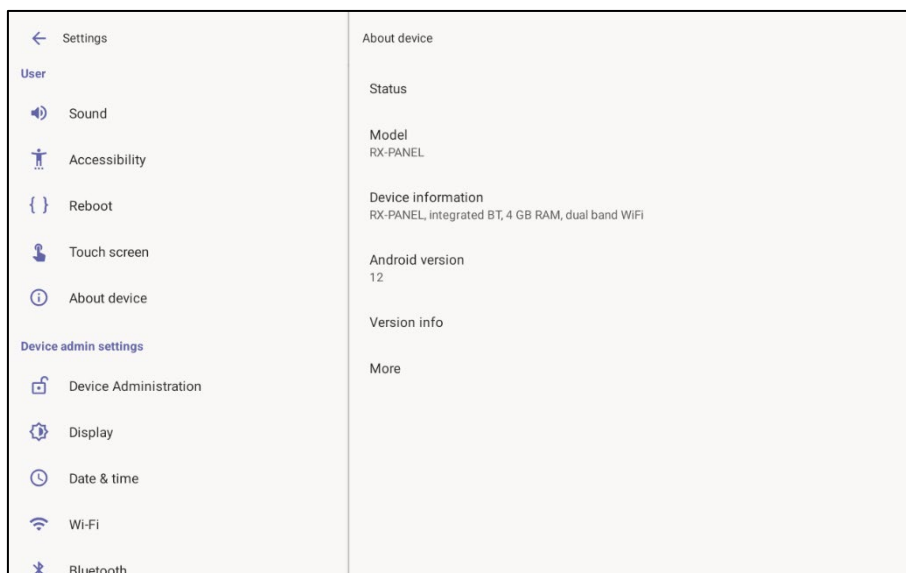 Settings
User
Sound
Accessibility
Reboot
Touch screen
About device
Device admin settings
Device Administration
Display
Date & time
Wi-Fi
Bluetooth
About device
Status
Model
RX-PANEL
Device information
RX-PANEL, integrated BT, 4 GB RAM, dual band WiFi
Android version
12
Version info
More